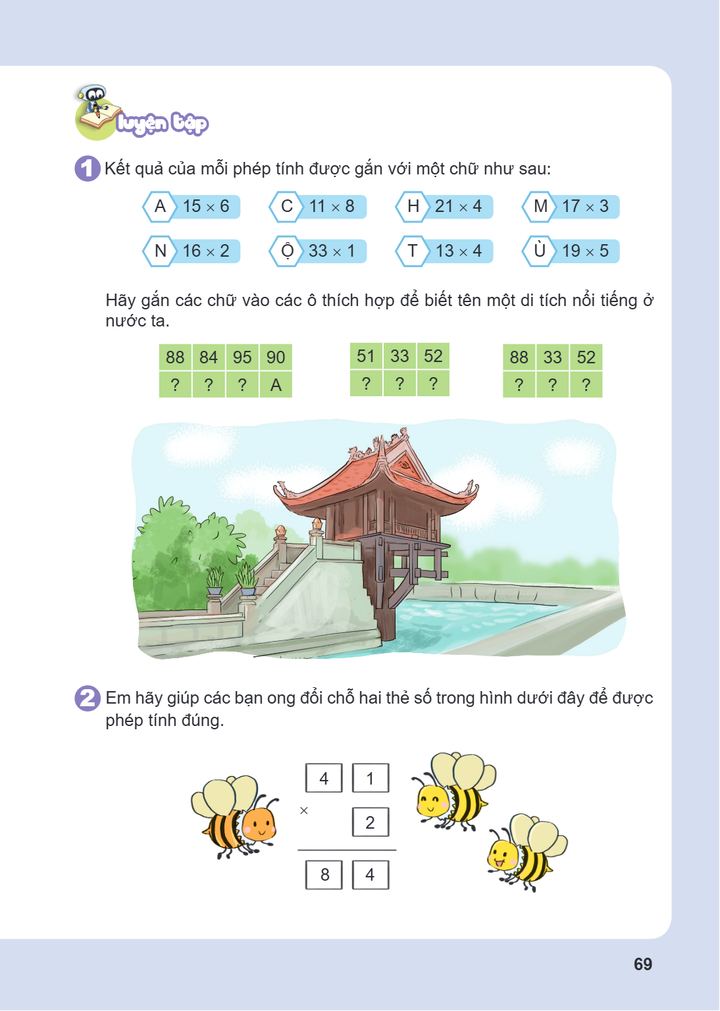 luyện tập
1 Kết quả của mỗi phép tính được gắn với một chữ như sau:
A 15 × 6 C 11 × 8 H 21 × 4 M 17 × 3
N 16 × 2 Ộ 33 × 1 T 13 × 4 Ù 19 × 5
Hãy gắn các chữ vào các ô thích hợp để biết tên một di tích nổi tiếng ở
nước ta.
88 84 95 90 51 33 52 88 33 52
? ? ? A ? ? ? ? ? ?
2 Em hãy giúp các bạn ong đổi chỗ hai thẻ số trong hình dưới đây để được
phép tính đúng.
4 1
×
2
8 4
69